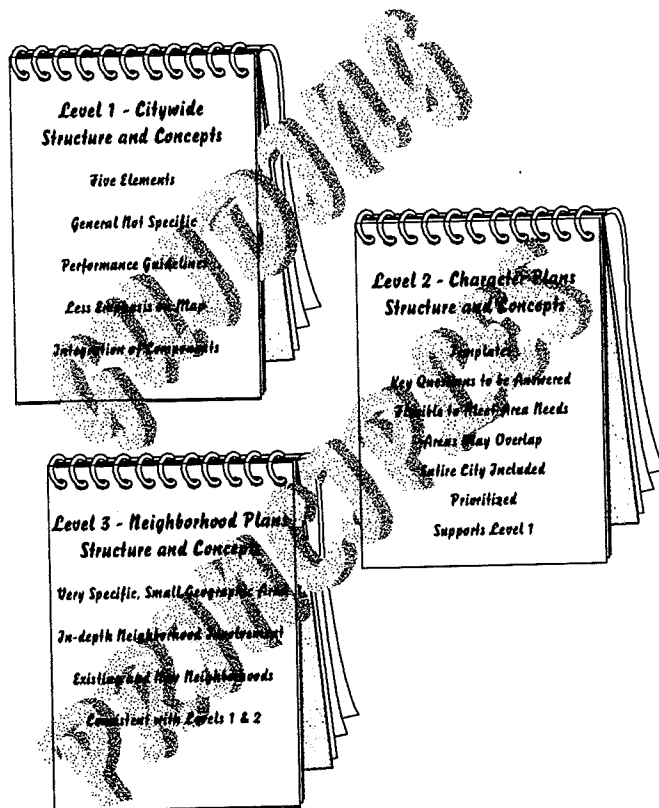 GUIDING
PRINCIPLES
Level 1 - Citywide
Structure and Concepts
Five Elements
General Not Specific
Performance Guidelines
Less Emphasis on Map
Integration of Components
Level 2 - Character Plans
Structure and Concepts
Templates
Key Questions to be Answered
Flexible to Meet Area Needs
Areas May Overlap
Entire City Included
Prioritized
Supports Level 1
Level 3 - Neighborhood Plans
Structure and Concepts
Very Specific, Small Geographic Area
In-depth Neighborhood Involvement
Existing and New Neighborhoods
Consistent with Levels 1 & 2